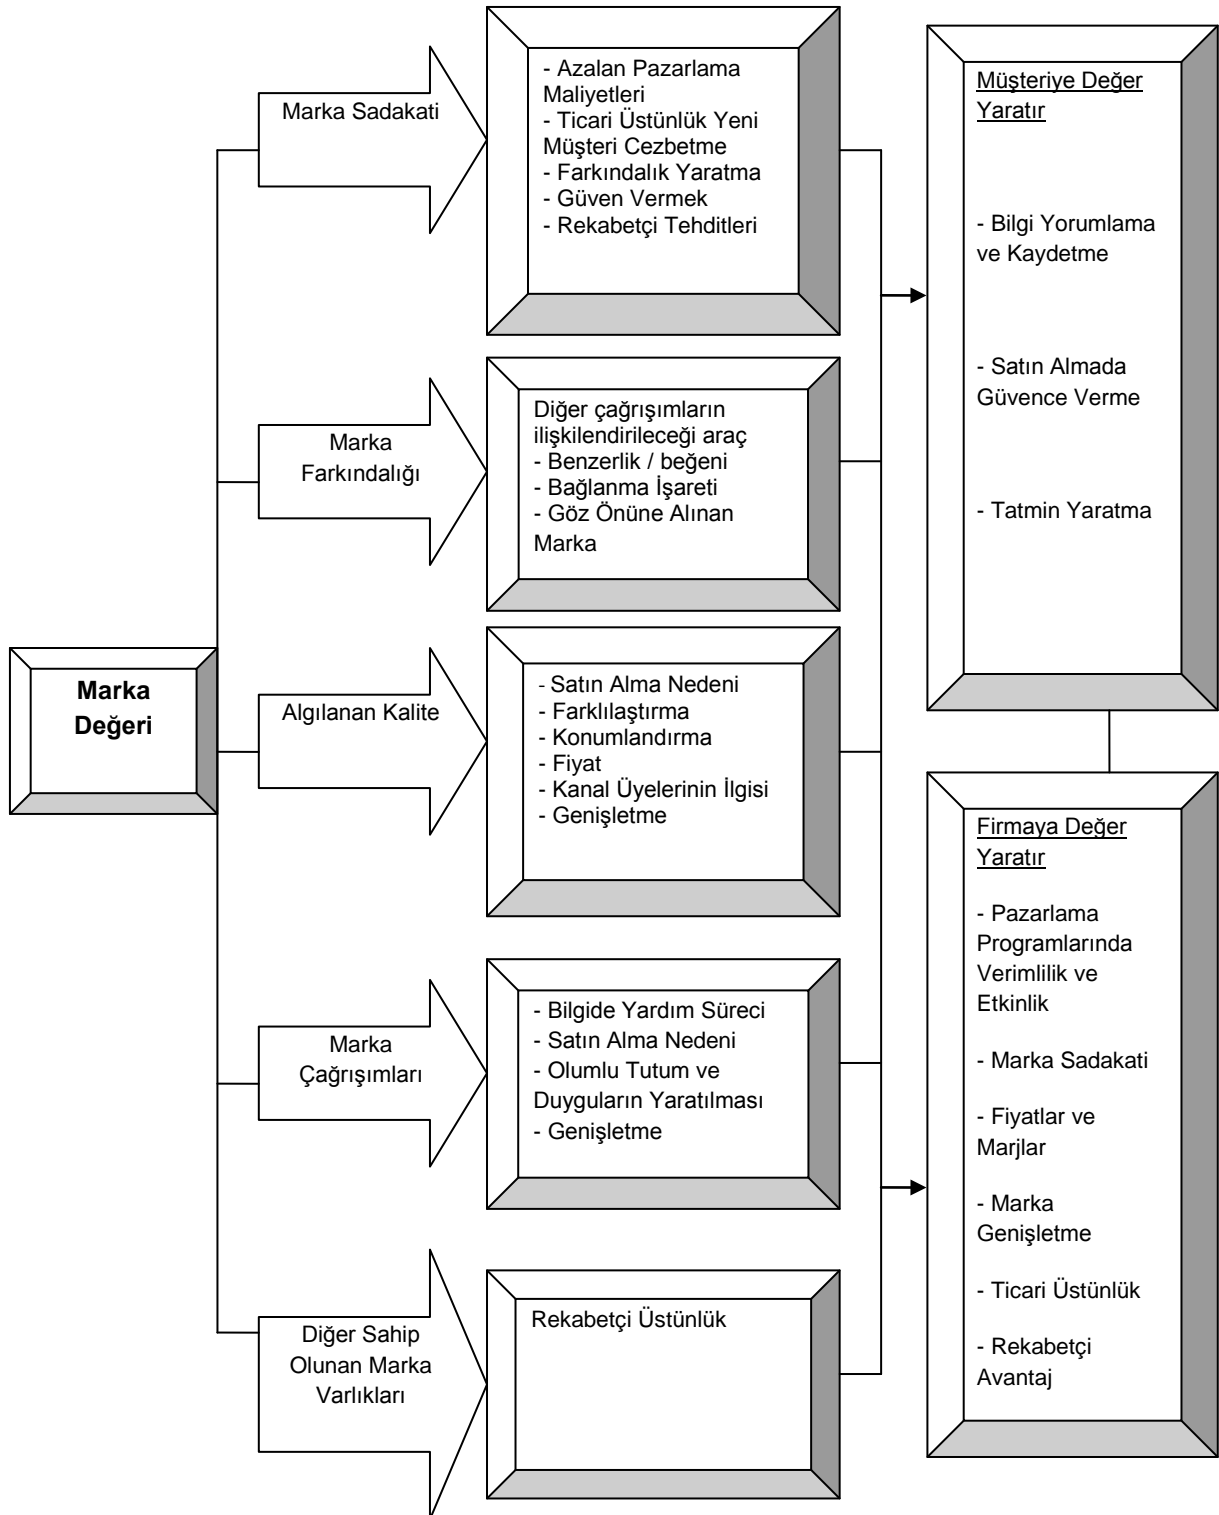 Marka
Değeri
Marka Sadakati
- Azalan Pazarlama
Maliyetleri
- Ticari Üstünlük Yeni
Müşteri Cezbetme
- Farkındalık Yaratma
- Güven Vermek
- Rekabetçi Tehditleri
Marka
Farkındalığı
Diğer çağrışımların
ilişkilendirileceği araç
- Benzerlik / beğeni
- Bağlanma İşareti
- Göz Önüne Alınan
Marka
Algılanan Kalite
- Satın Alma Nedeni
- Farklılaştırma
- Konumlandırma
- Fiyat
- Kanal Üyelerinin İlgisi
- Genişletme
Marka
Çağrışımları
- Bilgide Yardım Süreci
- Satın Alma Nedeni
- Olumlu Tutum ve
Duyguların Yaratılması
- Genişletme
Diğer Sahip
Olunan Marka
Varlıkları
Rekabetçi Üstünlük
Müşteriye Değer
Yaratır
- Bilgi Yorumlama
ve Kaydetme
- Satın Almada
Güvence Verme
- Tatmin Yaratma
Firmaya Değer
Yaratır
- Pazarlama
Programlarında
Verimlilik ve
Etkinlik
- Marka Sadakati
- Fiyatlar ve
Marjlar
- Marka
Genişletme
- Ticari Üstünlük
- Rekabetçi
Avantaj